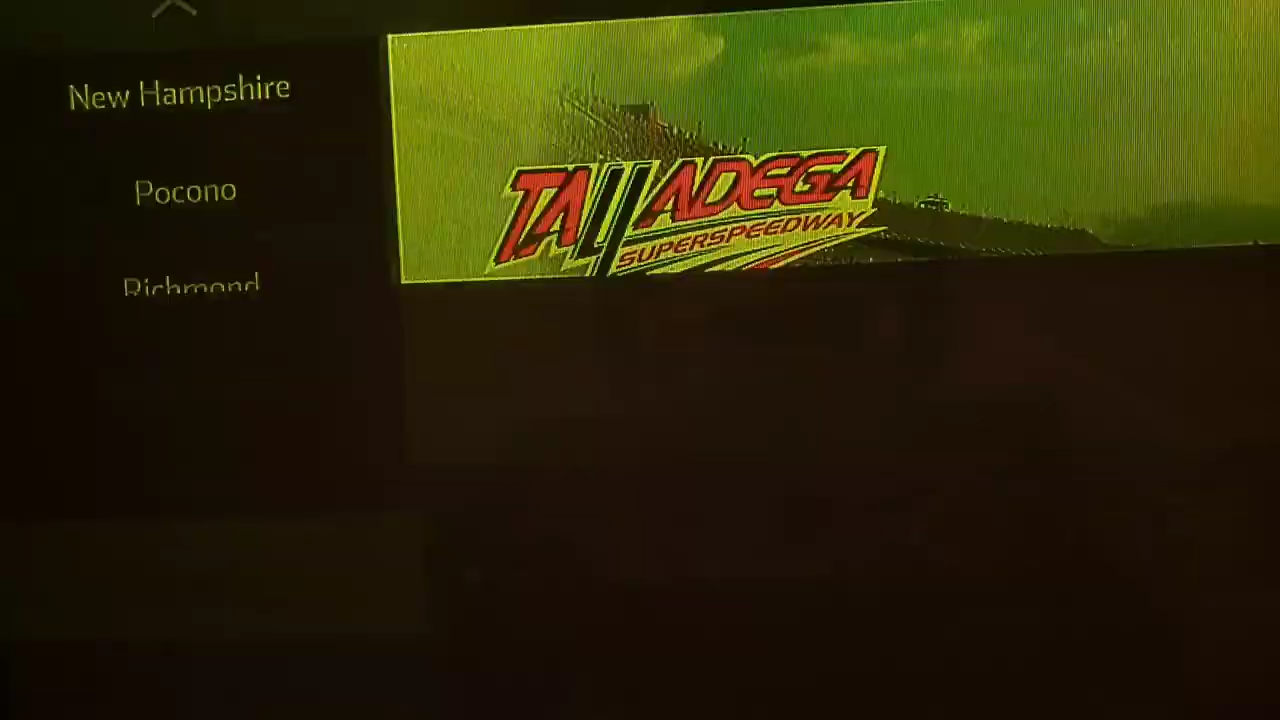 New Hampshire
Pocono
Richmond
TALLADEGA
SUPERSPEEDWAY